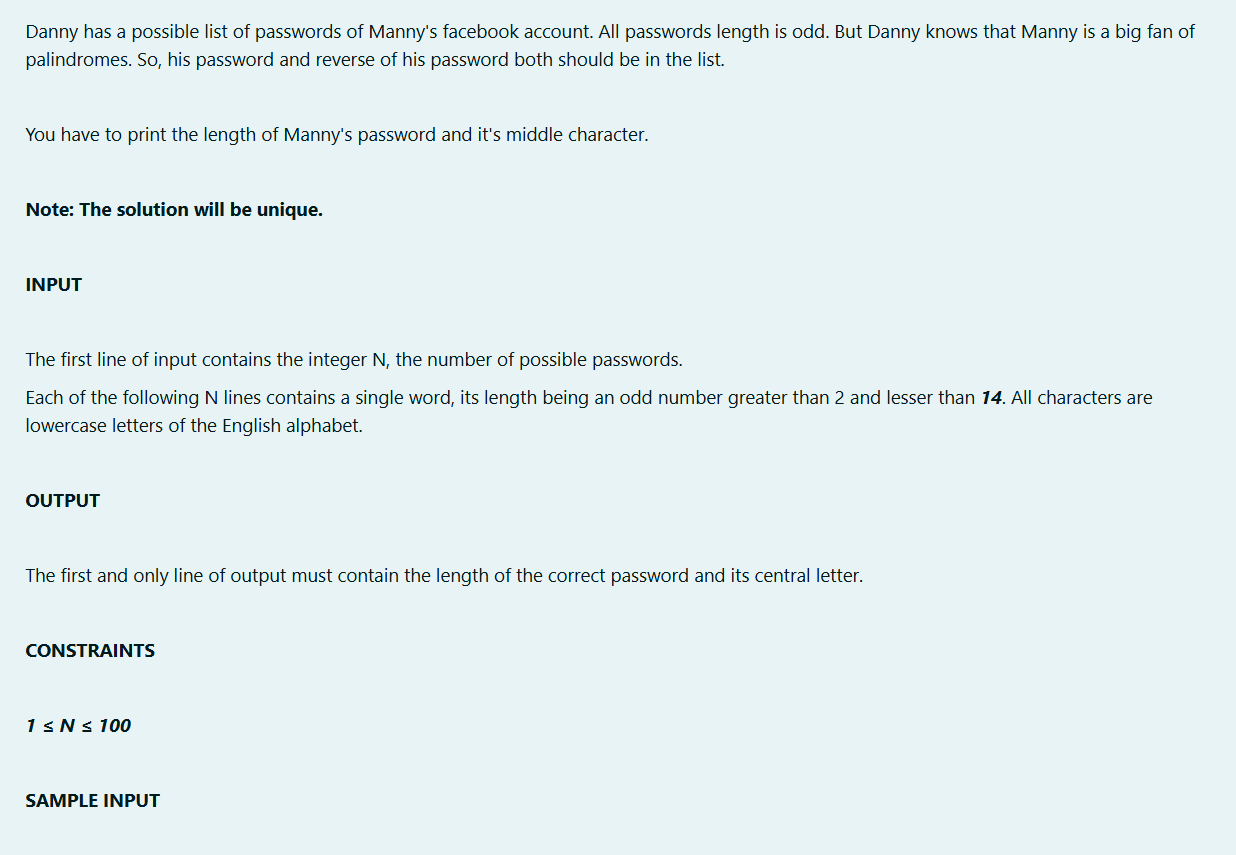 Danny has a possible list of passwords of Manny's facebook account. All passwords length is odd. But Danny knows that Manny is a big fan of
palindromes. So, his password and reverse of his password both should be in the list.
You have to print the length of Manny's password and it's middle character.
Note: The solution will be unique.
INPUT
The first line of input contains the integer N, the number of possible passwords.
Each of the following N lines contains a single word, its length being an odd number greater than 2 and lesser than 14. All characters are
lowercase letters of the English alphabet.
OUTPUT
The first and only line of output must contain the length of the correct password and its central letter.
CONSTRAINTS
1 ≤ N ≤ 100
SAMPLE INPUT